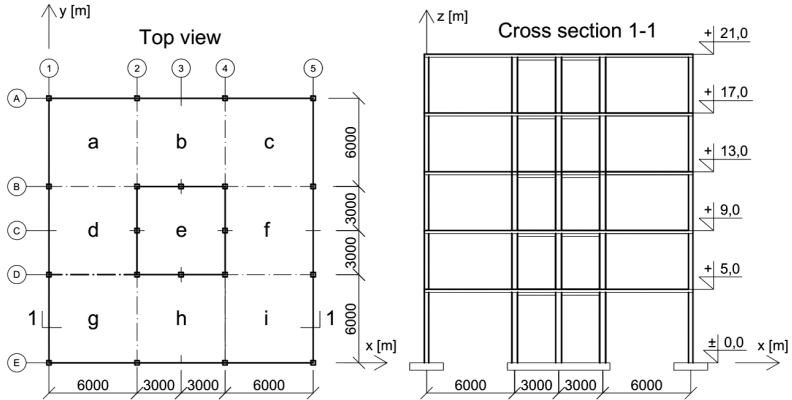 y [m]
Top view
1 2 3 4 5
A
B
C
D
E
a b c
d e f
g h i
1 1
x [m]
6000
3000
3000
6000
6000 3000 3000 6000
z [m]
Cross section 1-1
+ 21,0
+ 17,0
+ 13,0
+ 9,0
+ 5,0
± 0,0
x [m]
6000 3000 3000 6000